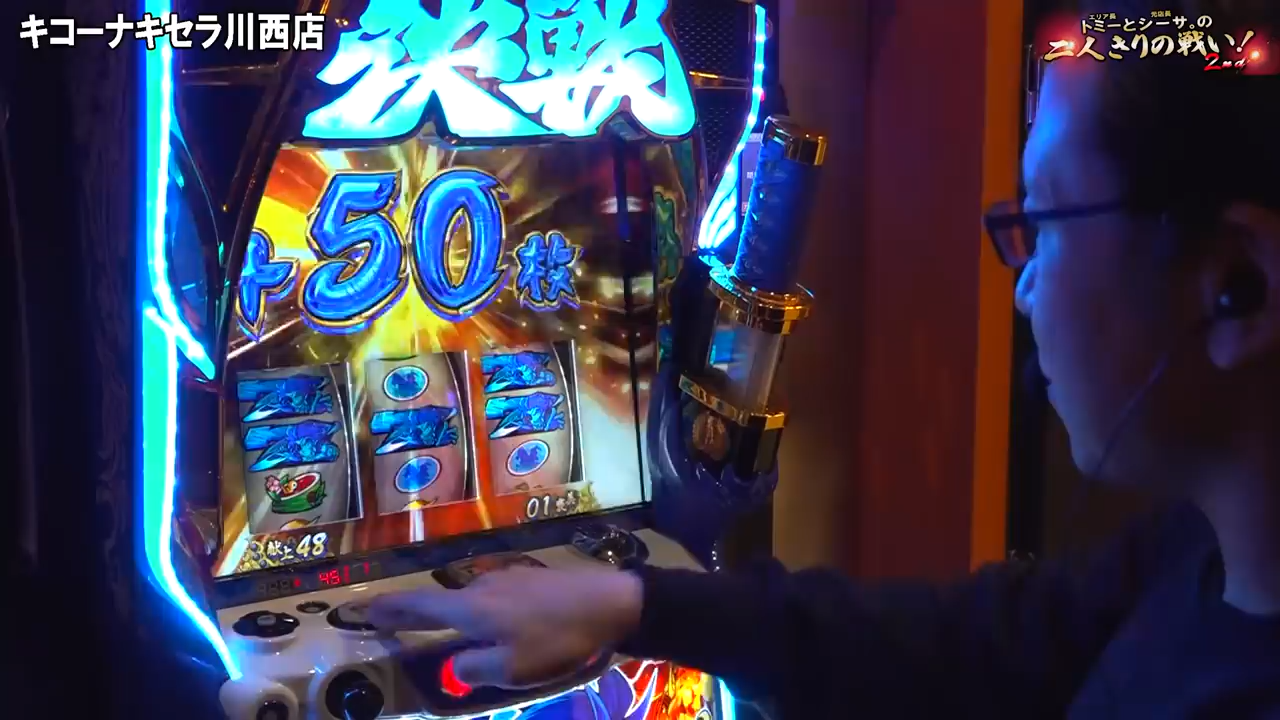 キコーナキセラ川西店
エリア長 元店長
トミーとシーサ。の
二人きりの戦い!
2nd
決戦
+50枚
01
献上48